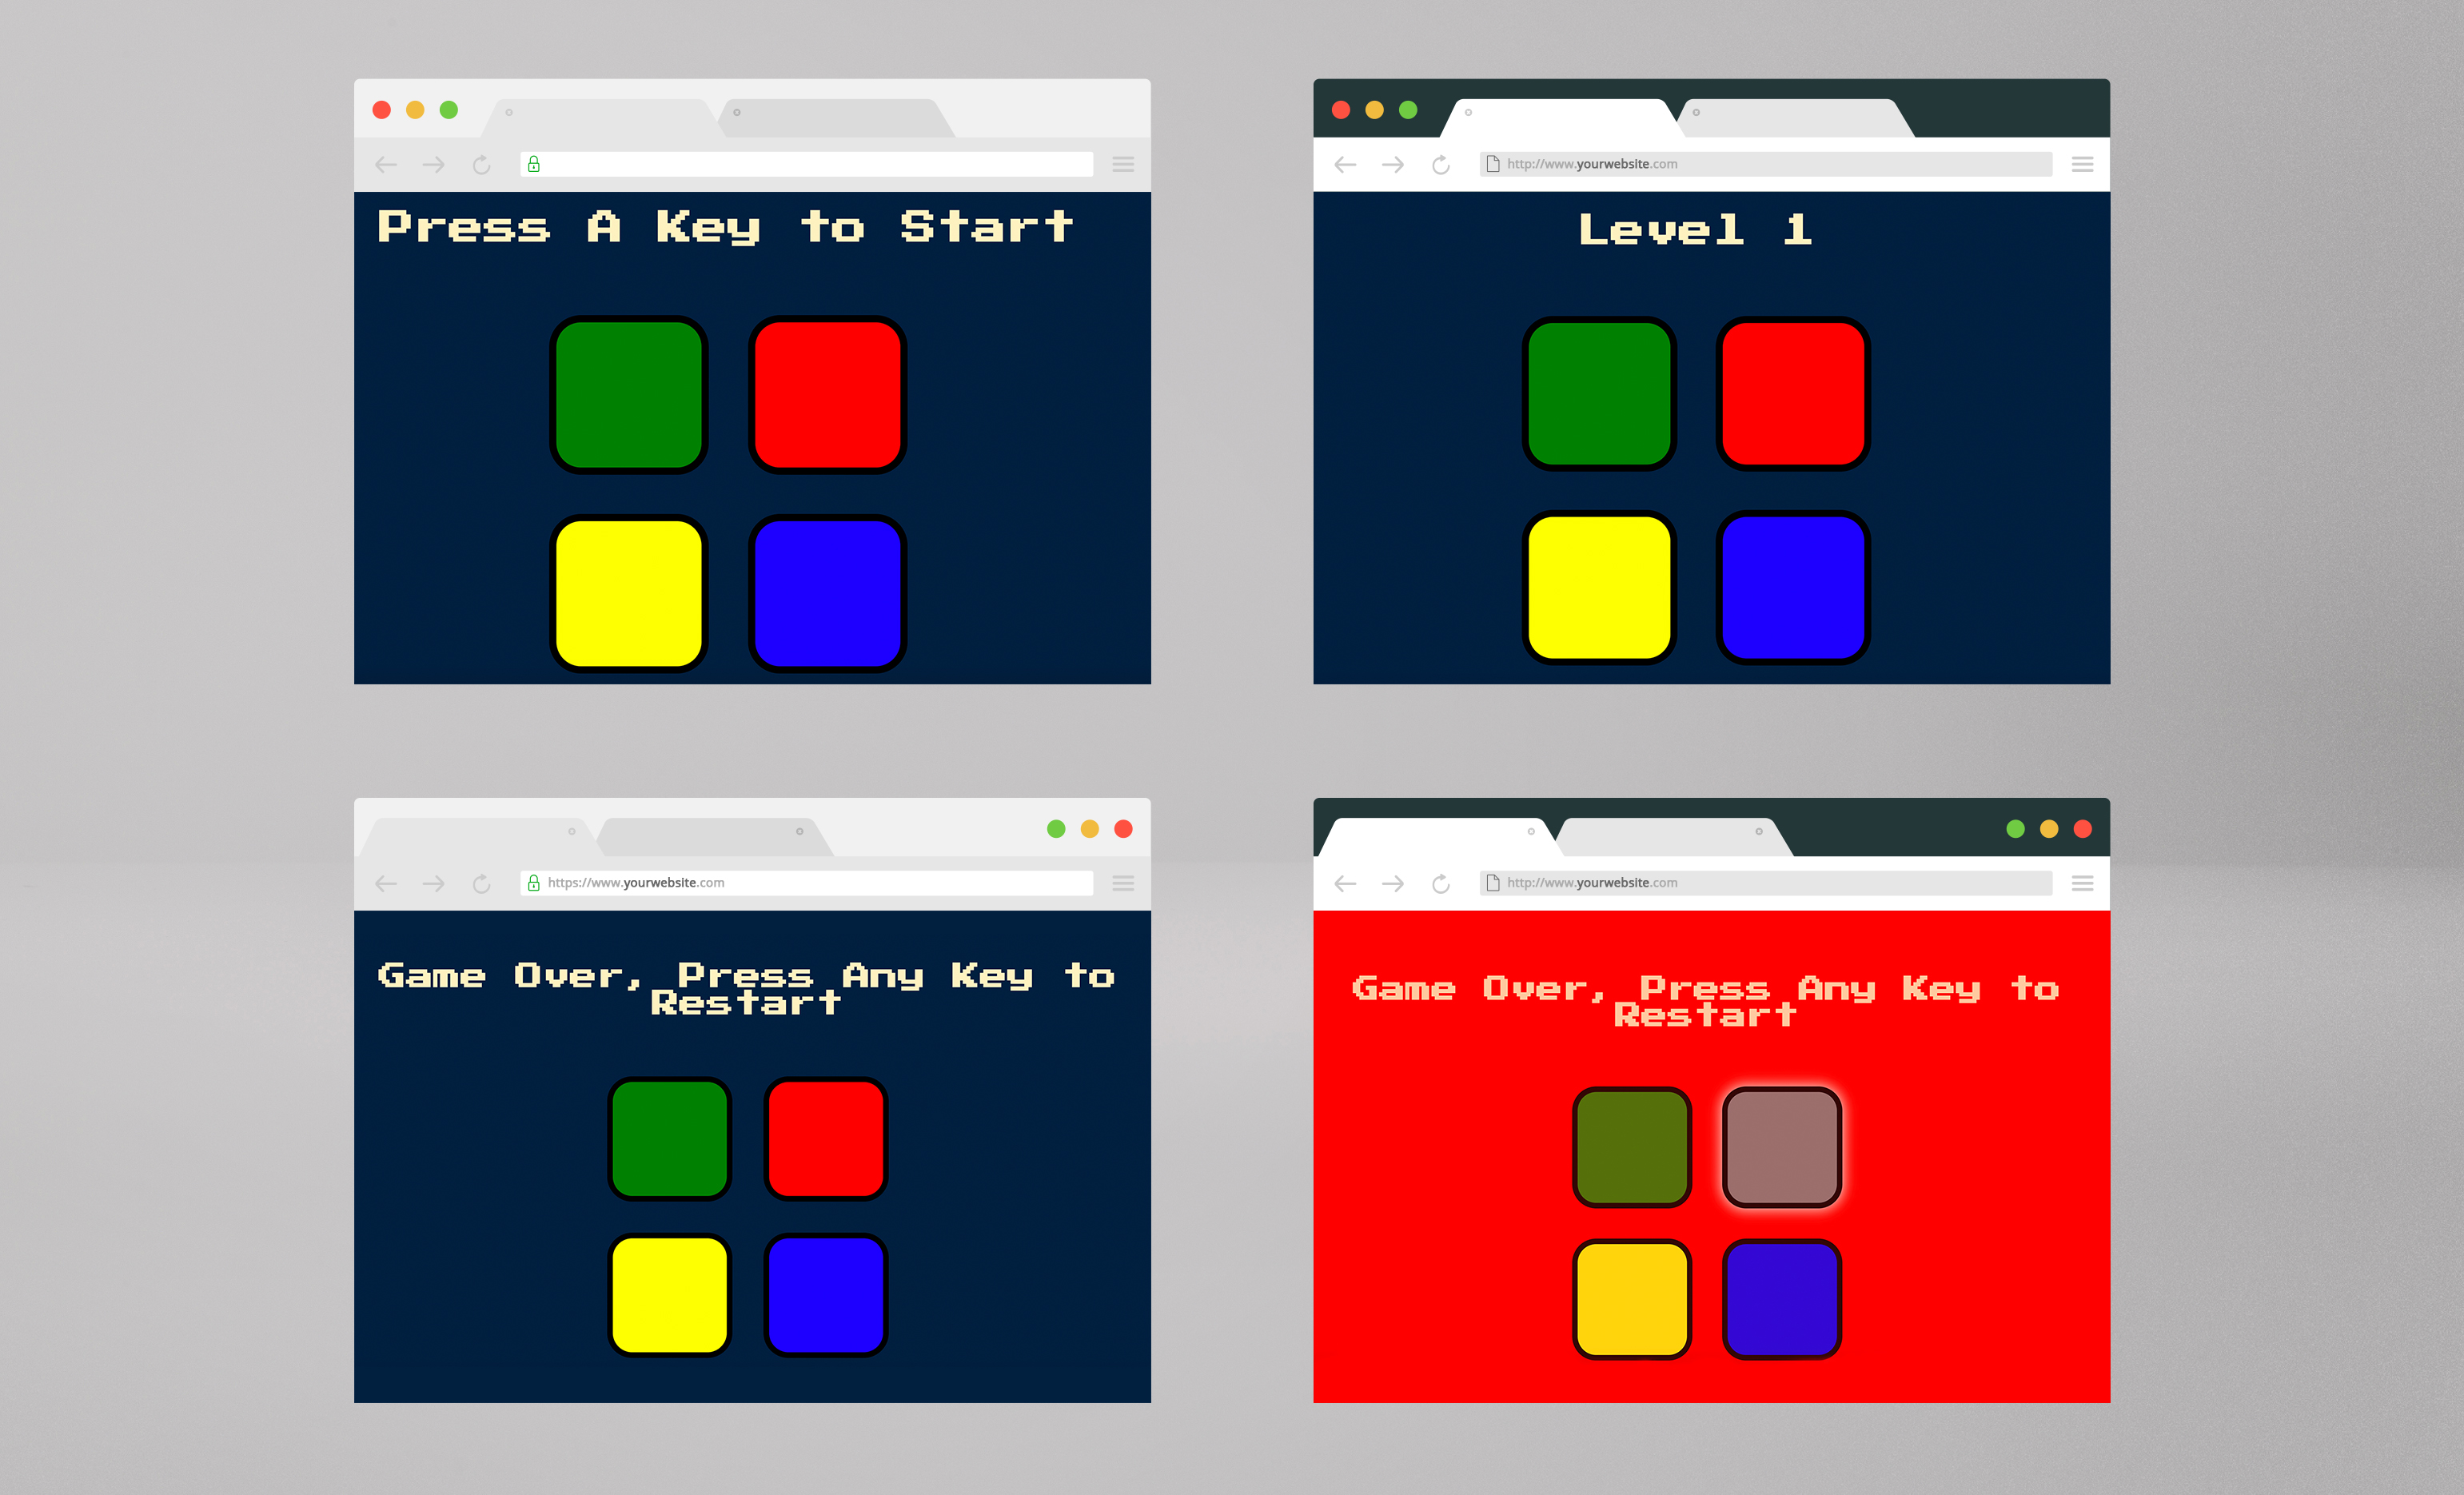 Press A Key to Start
http://www.yourwebsite.com
Level 1
https://www.yourwebsite.com
Game Over, Press Any Key to
Restart
http://www.yourwebsite.com
Game Over, Press Any Key to
Restart